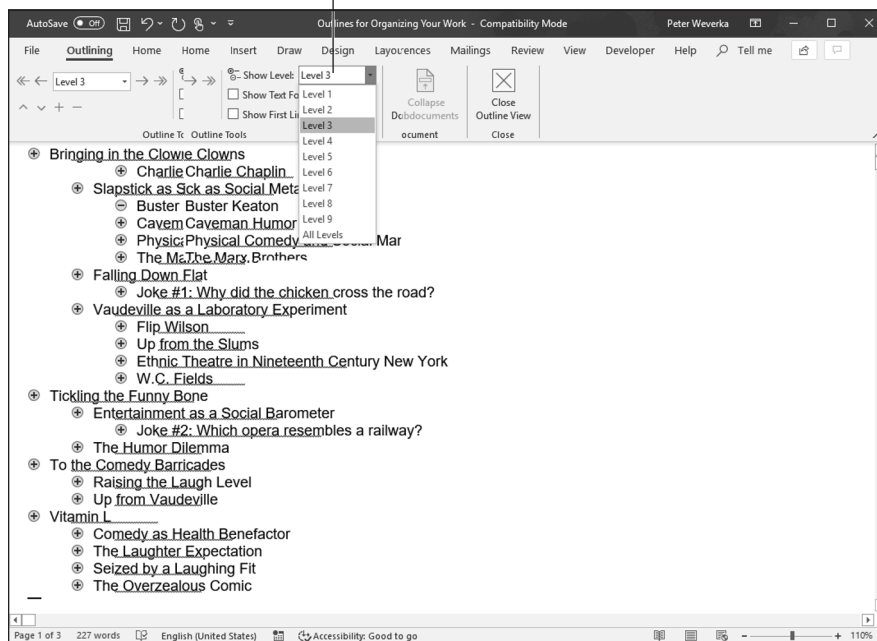 AutoSave Off Outlines for Organizing Your Work - Compatibility Mode Peter Weverka
File Outlining Home Home Insert Draw Design Layourences Mailings Review View Developer Help Tell me
Level 3 Show Level: Level 3
Show Text Fo
Show First Lin
Level 1
Level 2
Level 3
Level 4
Level 5
Level 6
Level 7
Level 8
Level 9
All Levels
Collapse
Subdocuments
Close
Outline View
Outline To Outline Tools ocument Close
Bringing in the Clowie Clowns
Charlie Charlie Chaplin
Slapstick as Sick as Social Meta
Buster Buster Keaton
Cavem Caveman Humor
Physica Physical Comedy and Social Mar
The Ma The Marx Brothers
Falling Down Flat
Joke #1: Why did the chicken cross the road?
Vaudeville as a Laboratory Experiment
Flip Wilson
Up from the Slums
Ethnic Theatre in Nineteenth Century New York
W.C. Fields
Tickling the Funny Bone
Entertainment as a Social Barometer
Joke #2: Which opera resembles a railway?
The Humor Dilemma
To the Comedy Barricades
Raising the Laugh Level
Up from Vaudeville
Vitamin L
Comedy as Health Benefactor
The Laughter Expectation
Seized by a Laughing Fit
The Overzealous Comic
Page 1 of 3 227 words English (United States) Accessibility: Good to go 110%